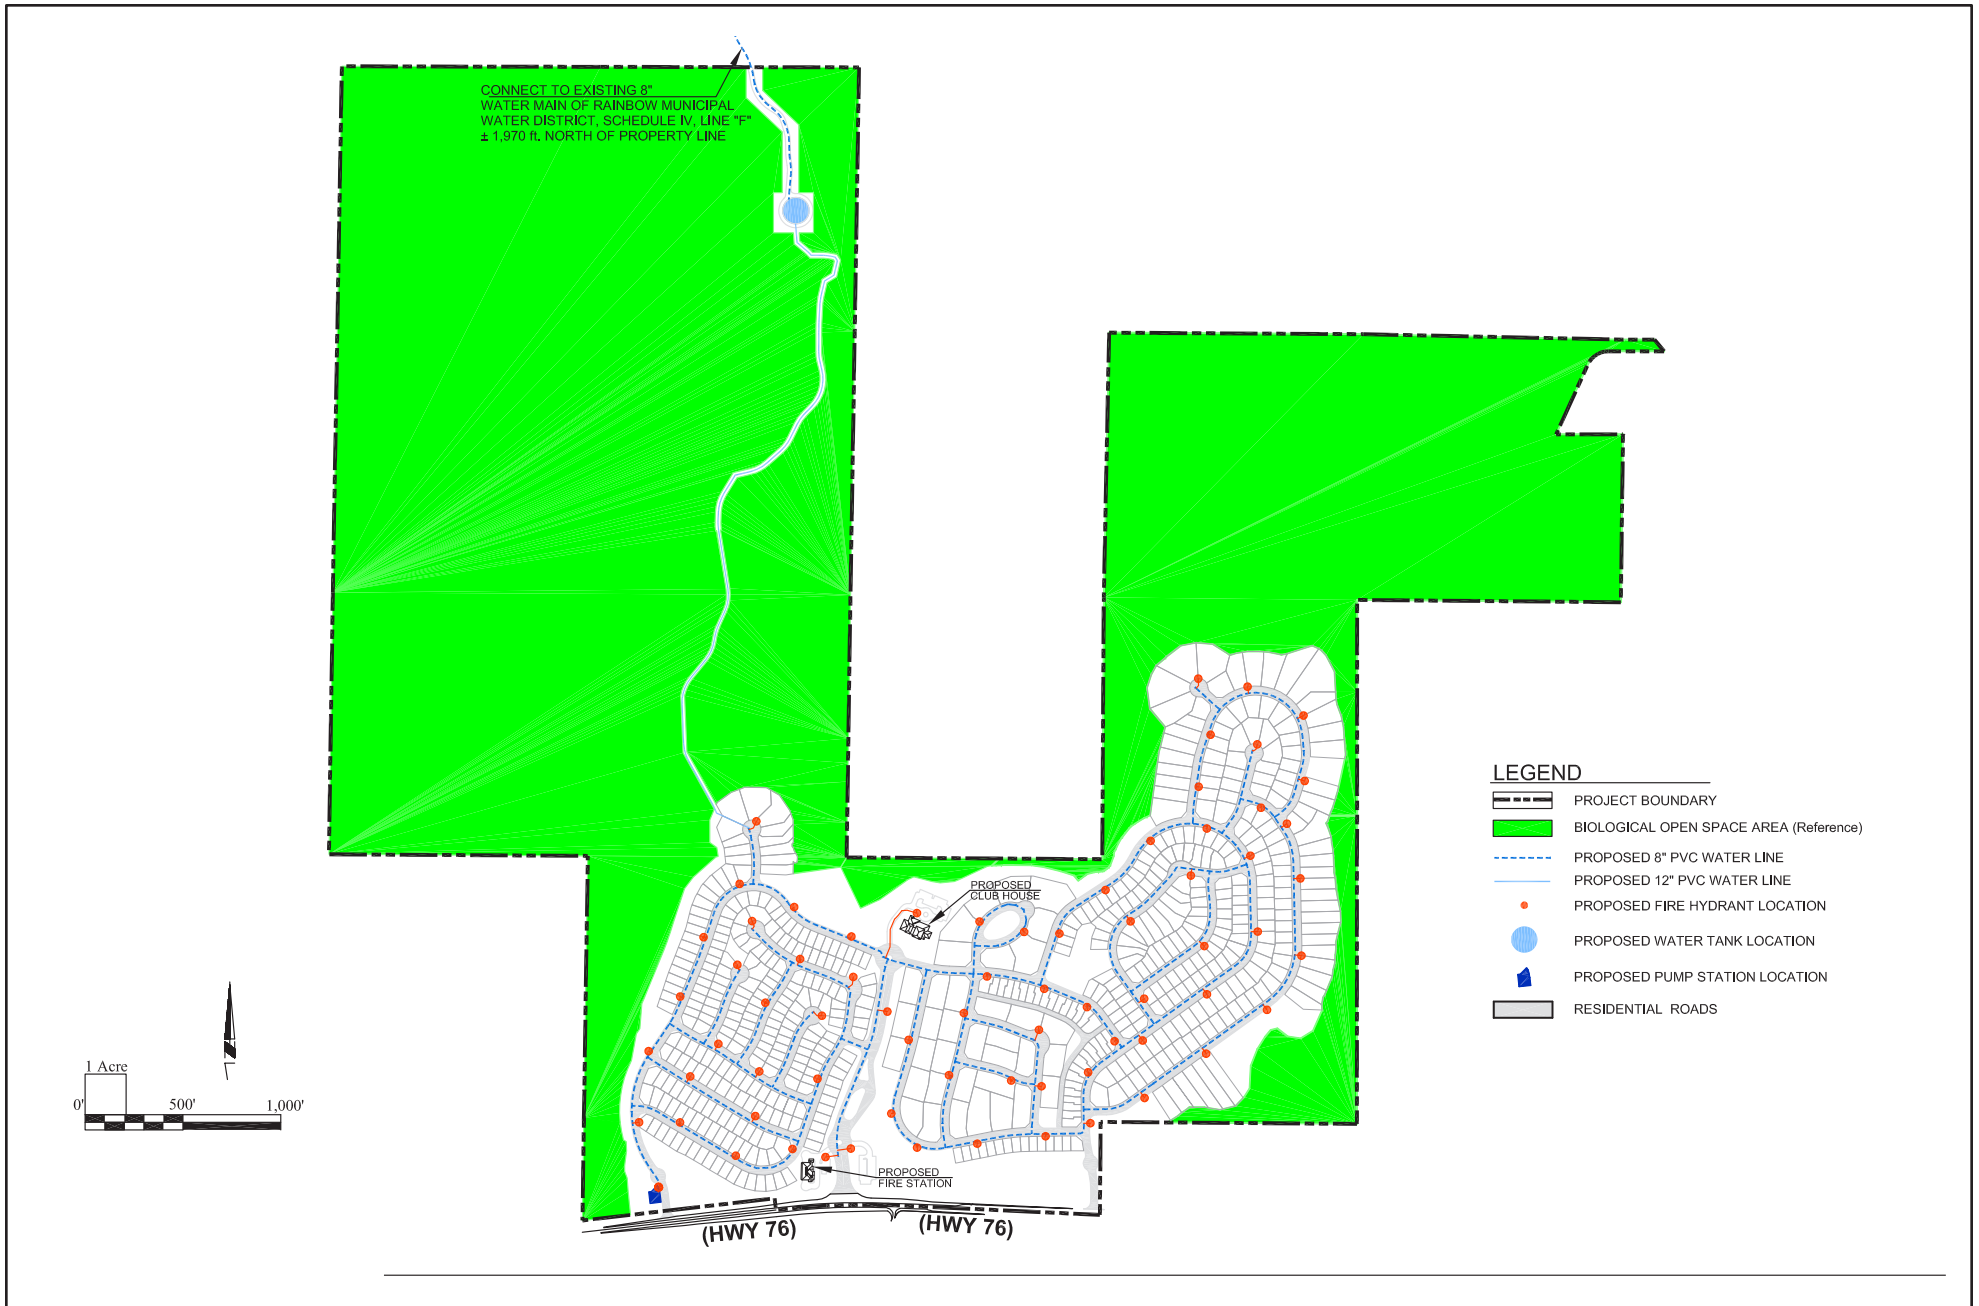 CONNECT TO EXISTING 8"
WATER MAIN OF RAINBOW MUNICIPAL
WATER DISTRICT, SCHEDULE IV, LINE "F"
± 1,970 ft. NORTH OF PROPERTY LINE
PROPOSED
CLUB HOUSE
PROPOSED
FIRE STATION
(HWY 76)
(HWY 76)
1 Acre
0'
500'
1,000'
LEGEND
PROJECT BOUNDARY
BIOLOGICAL OPEN SPACE AREA (Reference)
PROPOSED 8" PVC WATER LINE
PROPOSED 12" PVC WATER LINE
PROPOSED FIRE HYDRANT LOCATION
PROPOSED WATER TANK LOCATION
PROPOSED PUMP STATION LOCATION
RESIDENTIAL ROADS